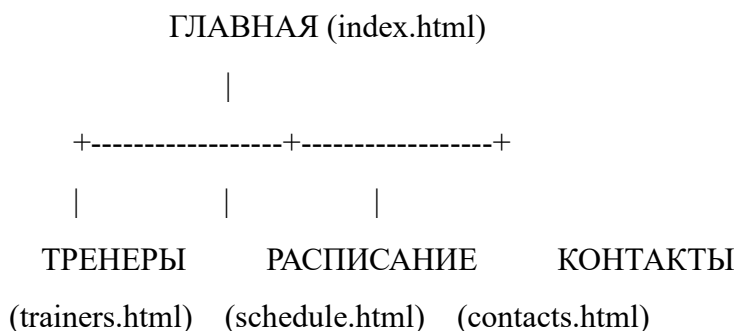 ГЛАВНАЯ (index.html)
|
+------------------+------------------+
| | |
ТРЕНЕРЫ РАСПИСАНИЕ КОНТАКТЫ
(trainers.html) (schedule.html) (contacts.html)